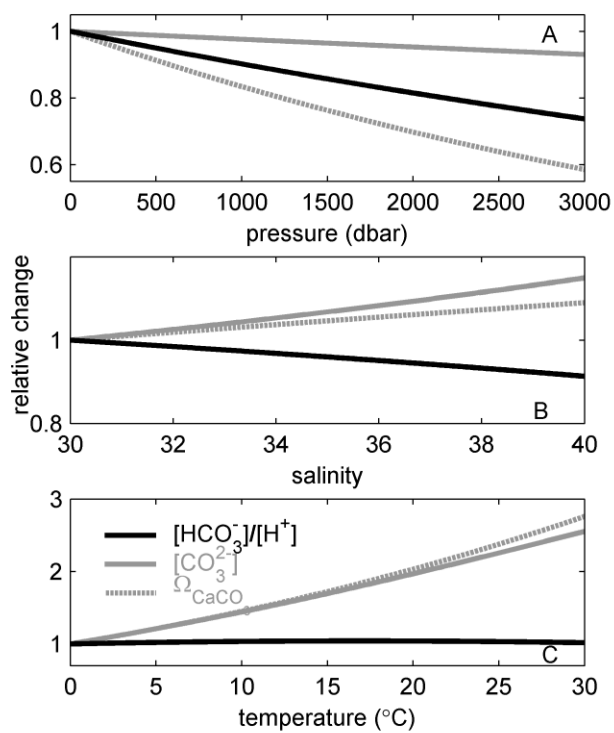 1
0.8
0.6
A
0 500 1000 1500 2000 2500 3000
pressure (dbar)
relative change
1
0.8
B
30 32 34 36 38 40
salinity
3
2
1
[HCO₃⁻]/[H⁺]
[CO₃²⁻]
Ω_CaCO₃
C
0 5 10 15 20 25 30
temperature (°C)